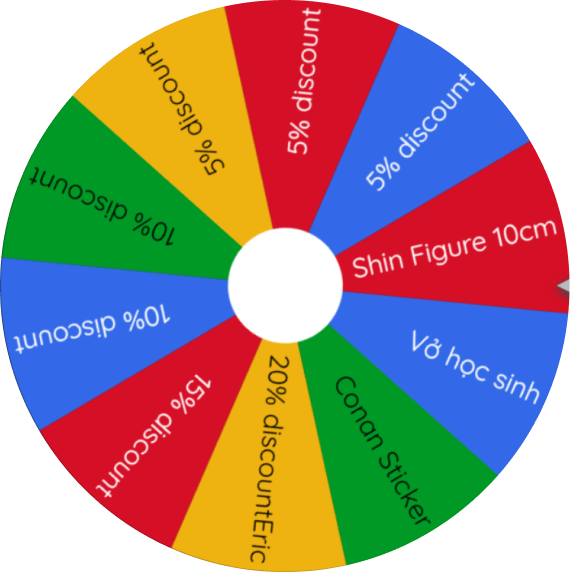 5% discount
5% discount
Shin Figure 10cm
Vở học sinh
Conan Sticker
20% discountEric
15% discount
10% discount
10% discount
5% discount